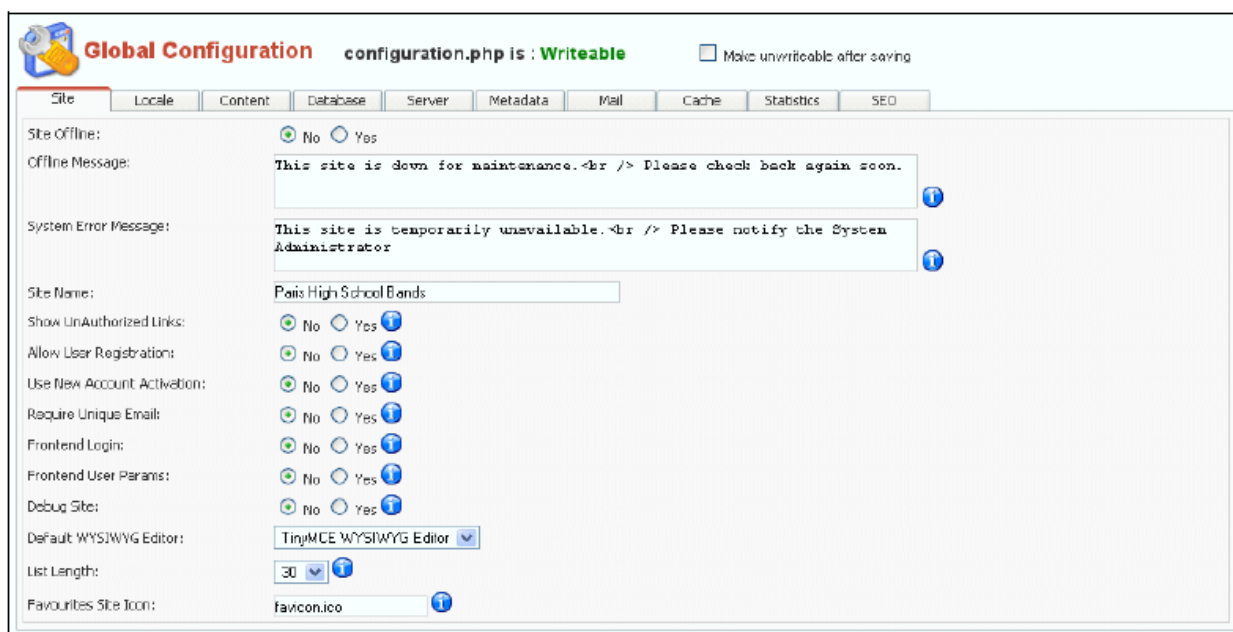 Global Configuration configuration.php is : Writeable Make unwriteable after saving
Site Locale Content Database Server Metadata Mail Cache Statistics SEO
Site Offline: No Yes
Offline Message: This site is down for maintenance.<br /> Please check back again soon.
System Error Message: This site is temporarily unavailable.<br /> Please notify the System
Administrator
Site Name: Paris High School Bands
Show UnAuthorized Links: No Yes
Allow User Registration: No Yes
Use New Account Activation: No Yes
Require Unique Email: No Yes
Frontend Login: No Yes
Frontend User Params: No Yes
Debug Site: No Yes
Default WYSIWYG Editor: TinyMCE WYSIWYG Editor
List Length: 30
Favourites Site Icon: favicon.ico